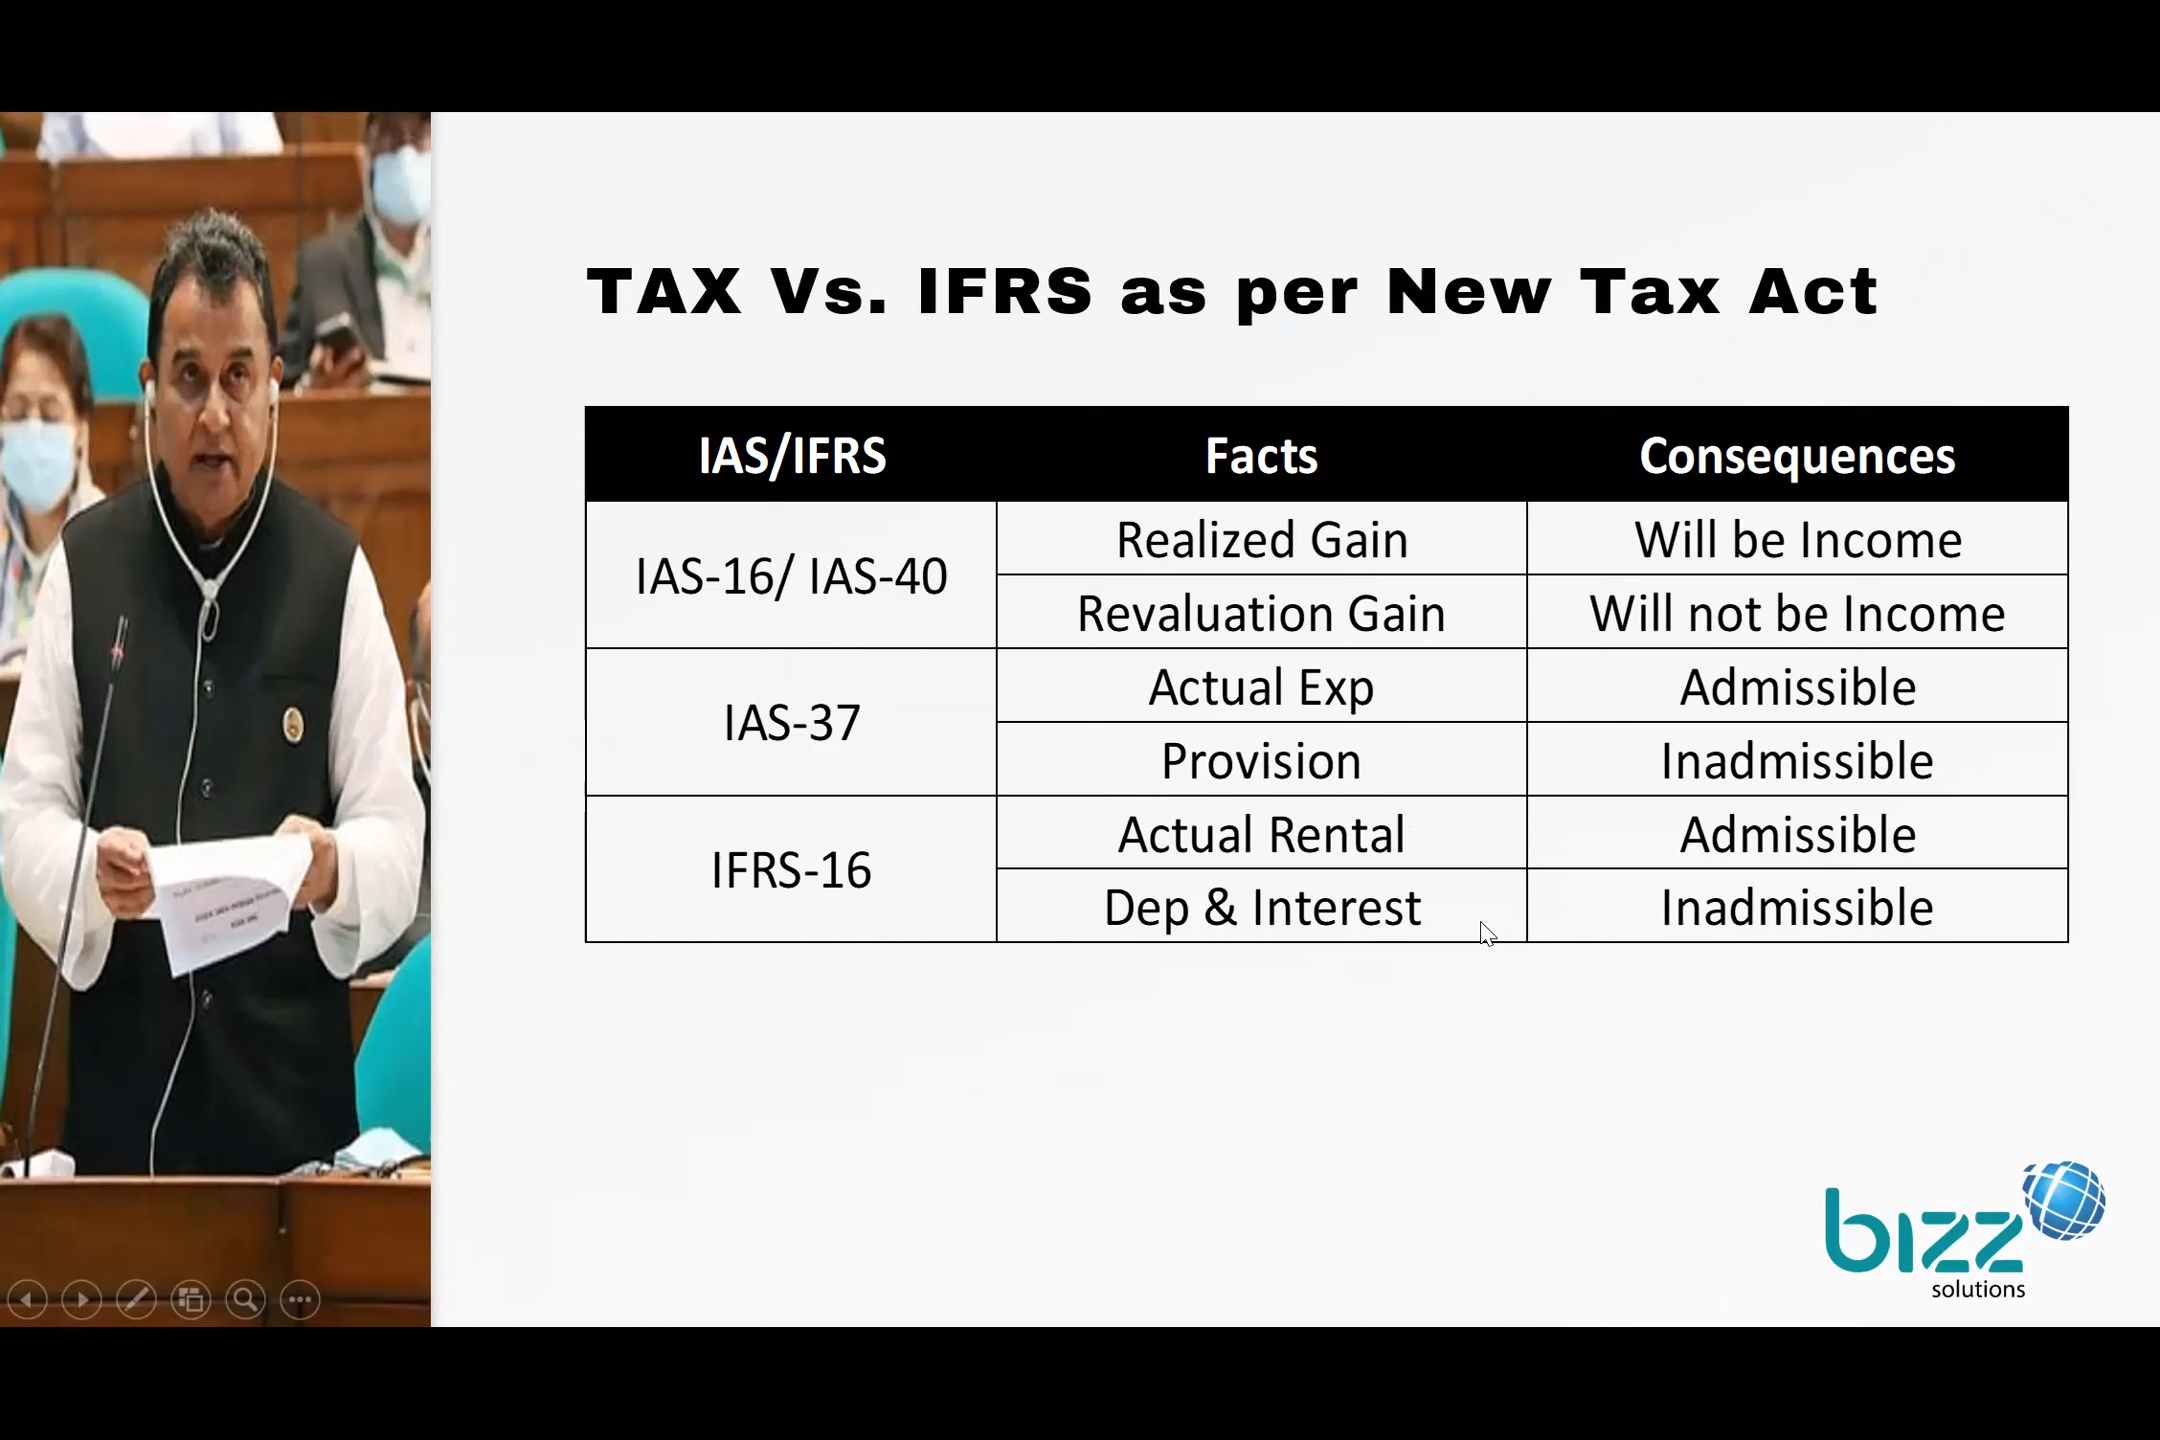 TAX Vs. IFRS as per New Tax Act
IAS/IFRS Facts Consequences
IAS-16/ IAS-40
Realized Gain Will be Income
Revaluation Gain Will not be Income
IAS-37
Actual Exp Admissible
Provision Inadmissible
IFRS-16
Actual Rental Admissible
Dep & Interest Inadmissible
bizz
solutions